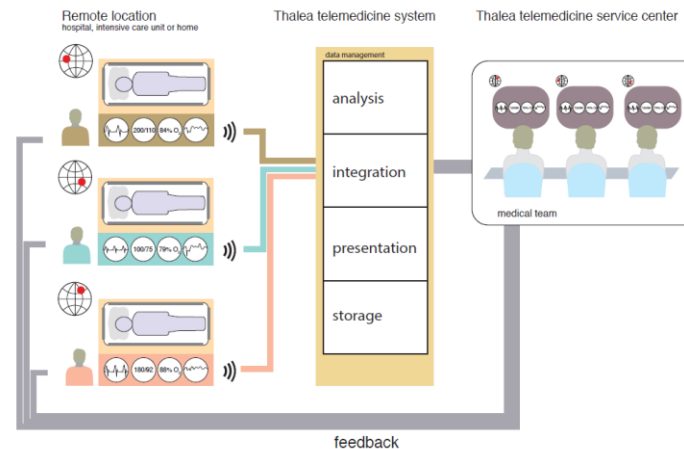 Remote location
hospital, intensive care unit or home
Thalea telemedicine system
Thalea telemedicine service center
data management
analysis
integration
presentation
storage
200/110
84% O₂
100/75
79% O₂
180/92
88% O₂
medical team
feedback